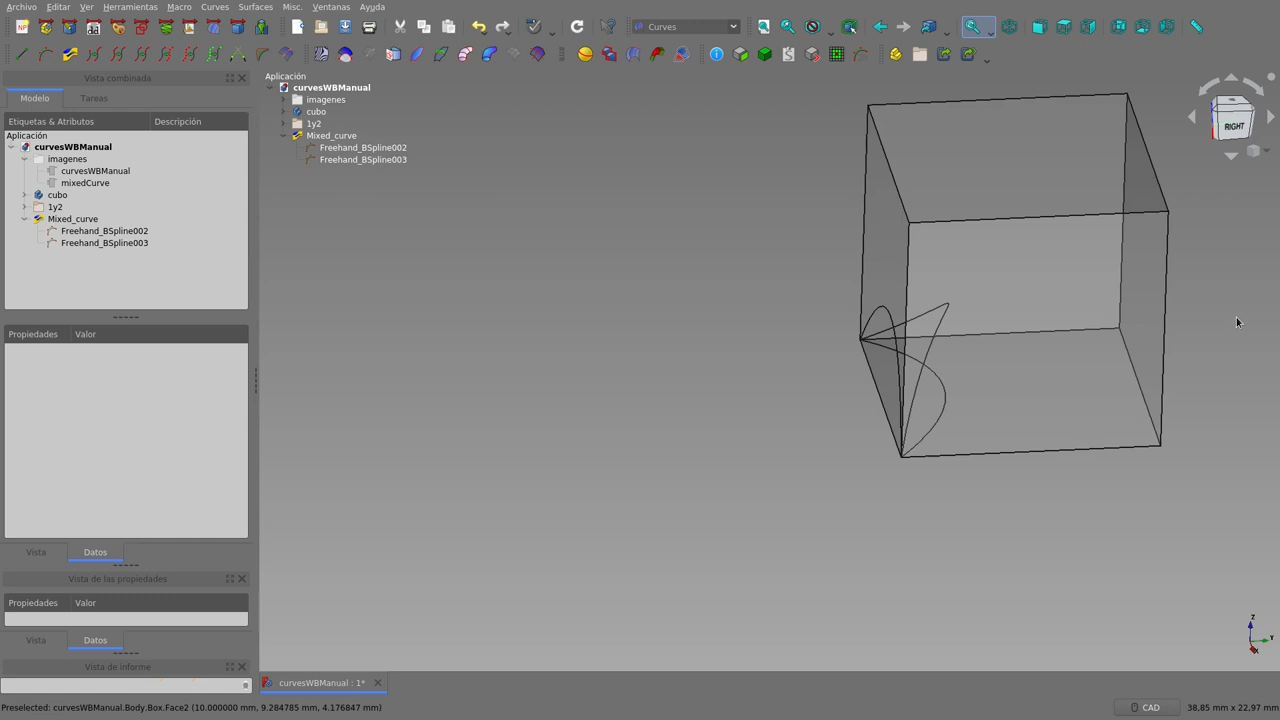 Archivo Editar Ver Herramientas Macro Curves Surfaces Misc. Ventanas Ayuda
Curves
Vista combinada
Modelo Tareas
Etiquetas & Atributos Descripción
Aplicación
curvesWBManual
imagenes
curvesWBManual
mixedCurve
cubo
1y2
Mixed_curve
Freehand_BSpline002
Freehand_BSpline003
Propiedades Valor
Vista Datos
Vista de las propiedades
Propiedades Valor
Vista Datos
Vista de informe
Aplicación
curvesWBManual
imagenes
cubo
1y2
Mixed_curve
Freehand_BSpline002
Freehand_BSpline003
RIGHT
Z
Y
curvesWBManual : 1*
Preselected: curvesWBManual.Body.Box.Face2 (10.000000 mm, 9.284785 mm, 4.176847 mm)
CAD
38,85 mm x 22,97 mm